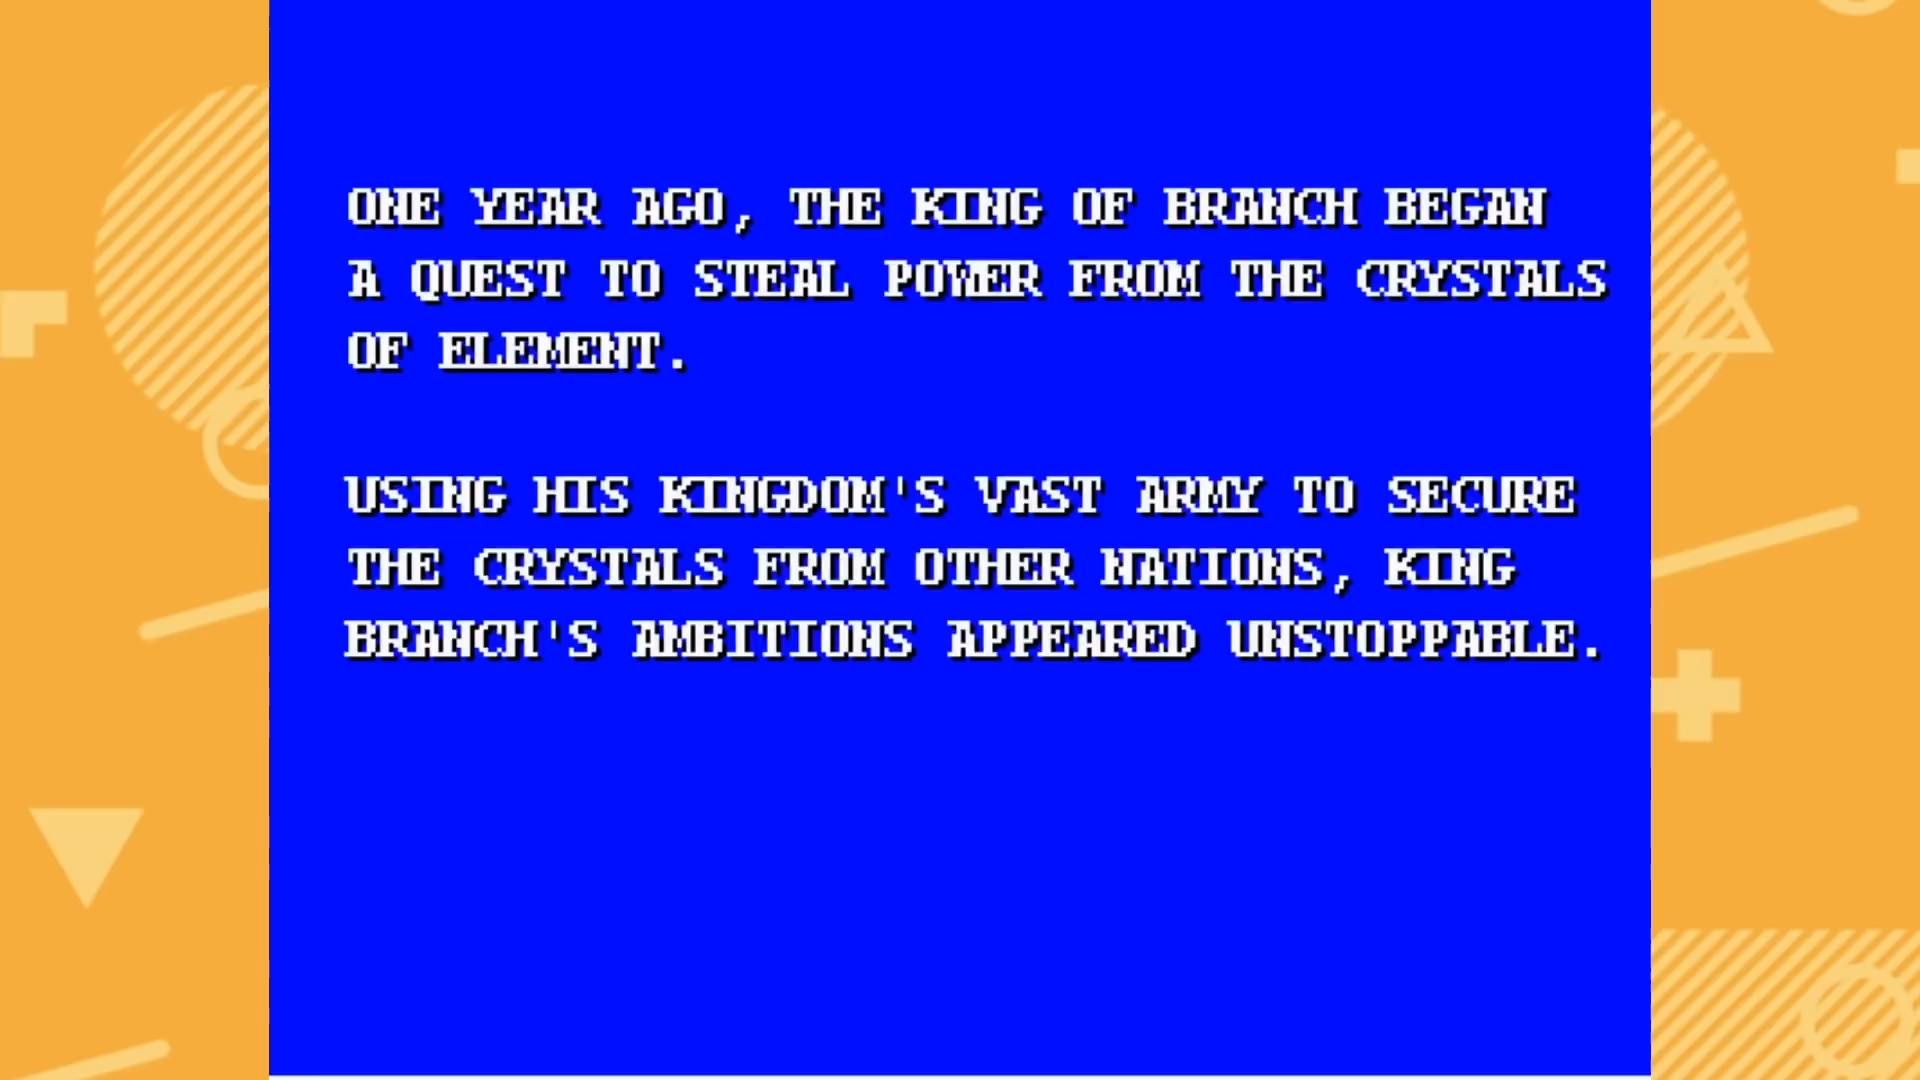 ONE YEAR AGO, THE KING OF BRANCH BEGAN
A QUEST TO STEAL POWER FROM THE CRYSTALS
OF ELEMENT.
USING HIS KINGDOM'S VAST ARMY TO SECURE
THE CRYSTALS FROM OTHER NATIONS, KING
BRANCH'S AMBITIONS APPEARED UNSTOPPABLE.